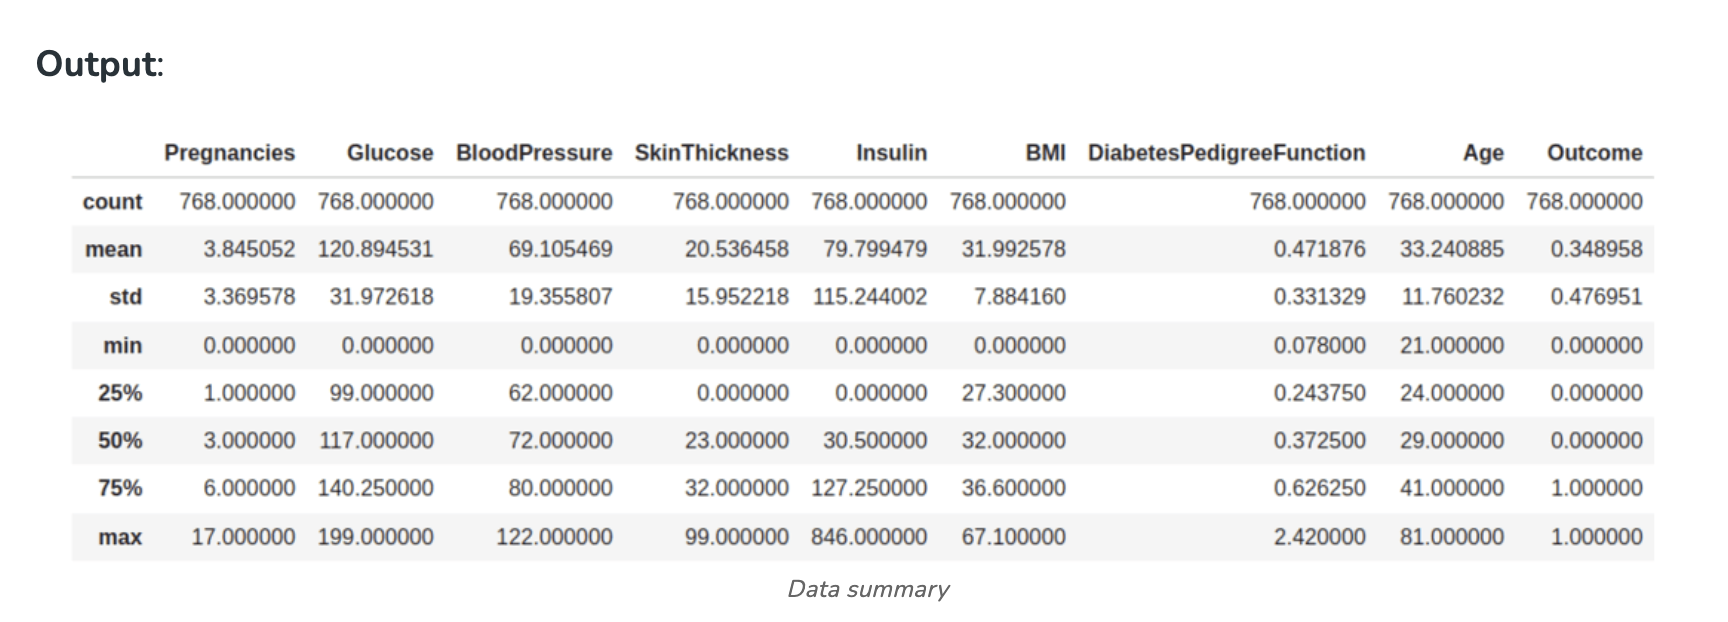 Output:
Pregnancies Glucose BloodPressure SkinThickness Insulin BMI DiabetesPedigreeFunction Age Outcome
count 768.000000 768.000000 768.000000 768.000000 768.000000 768.000000 768.000000 768.000000 768.000000
mean 3.845052 120.894531 69.105469 20.536458 79.799479 31.992578 0.471876 33.240885 0.348958
std 3.369578 31.972618 19.355807 15.952218 115.244002 7.884160 0.331329 11.760232 0.476951
min 0.000000 0.000000 0.000000 0.000000 0.000000 0.000000 0.078000 21.000000 0.000000
25% 1.000000 99.000000 62.000000 0.000000 0.000000 27.300000 0.243750 24.000000 0.000000
50% 3.000000 117.000000 72.000000 23.000000 30.500000 32.000000 0.372500 29.000000 0.000000
75% 6.000000 140.250000 80.000000 32.000000 127.250000 36.600000 0.626250 41.000000 1.000000
max 17.000000 199.000000 122.000000 99.000000 846.000000 67.100000 2.420000 81.000000 1.000000
Data summary